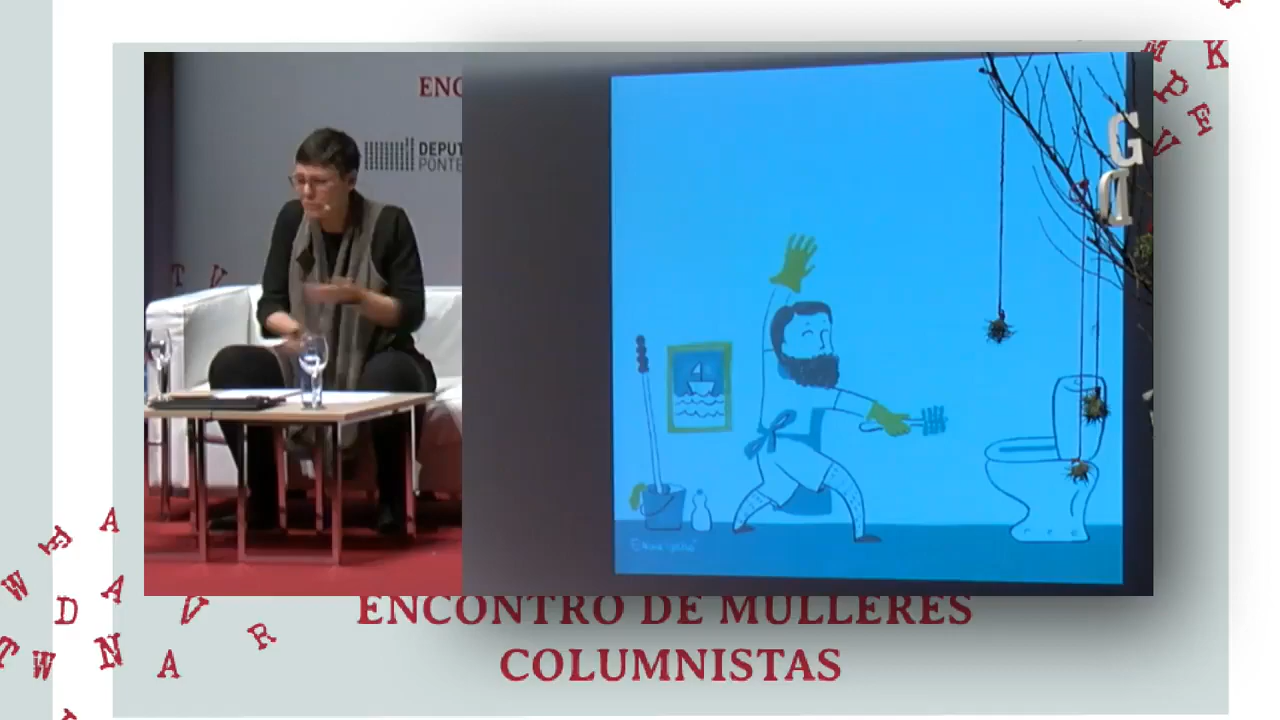 ENC
DEPUT
PONTE
ENCONTRO DE MULLERES
COLUMNISTAS
G
T V
M K
P F
V
A
W D A V R
T W N A